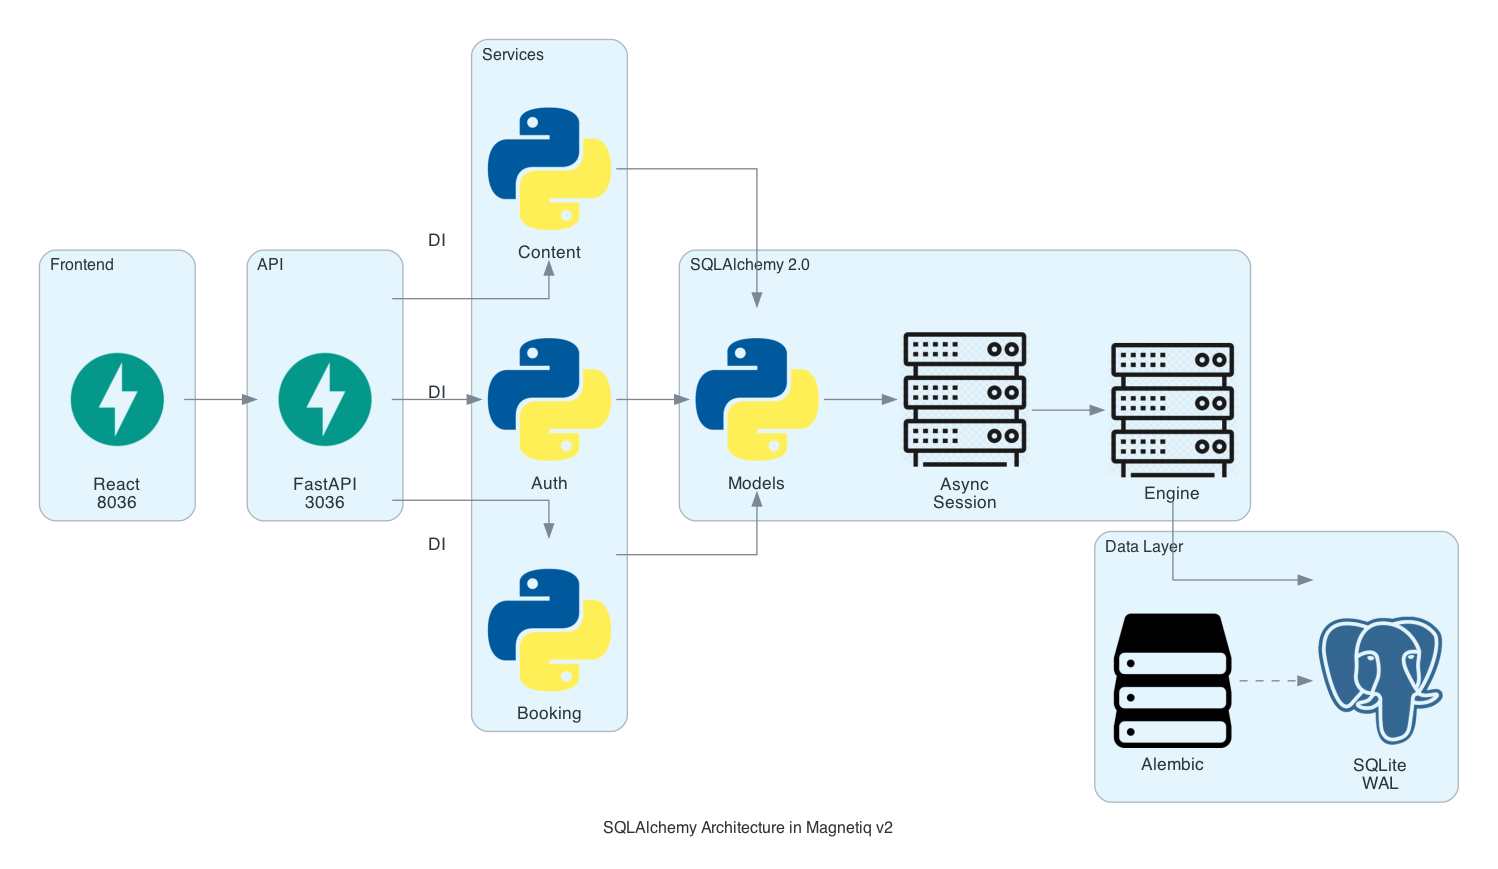 Services
Content
DI
Frontend
API
SQLAlchemy 2.0
DI
React
8036
FastAPI
3036
Auth
Models
Async
Session
Engine
DI
Data Layer
Booking
Alembic
SQLite
WAL
SQLAlchemy Architecture in Magnetiq v2